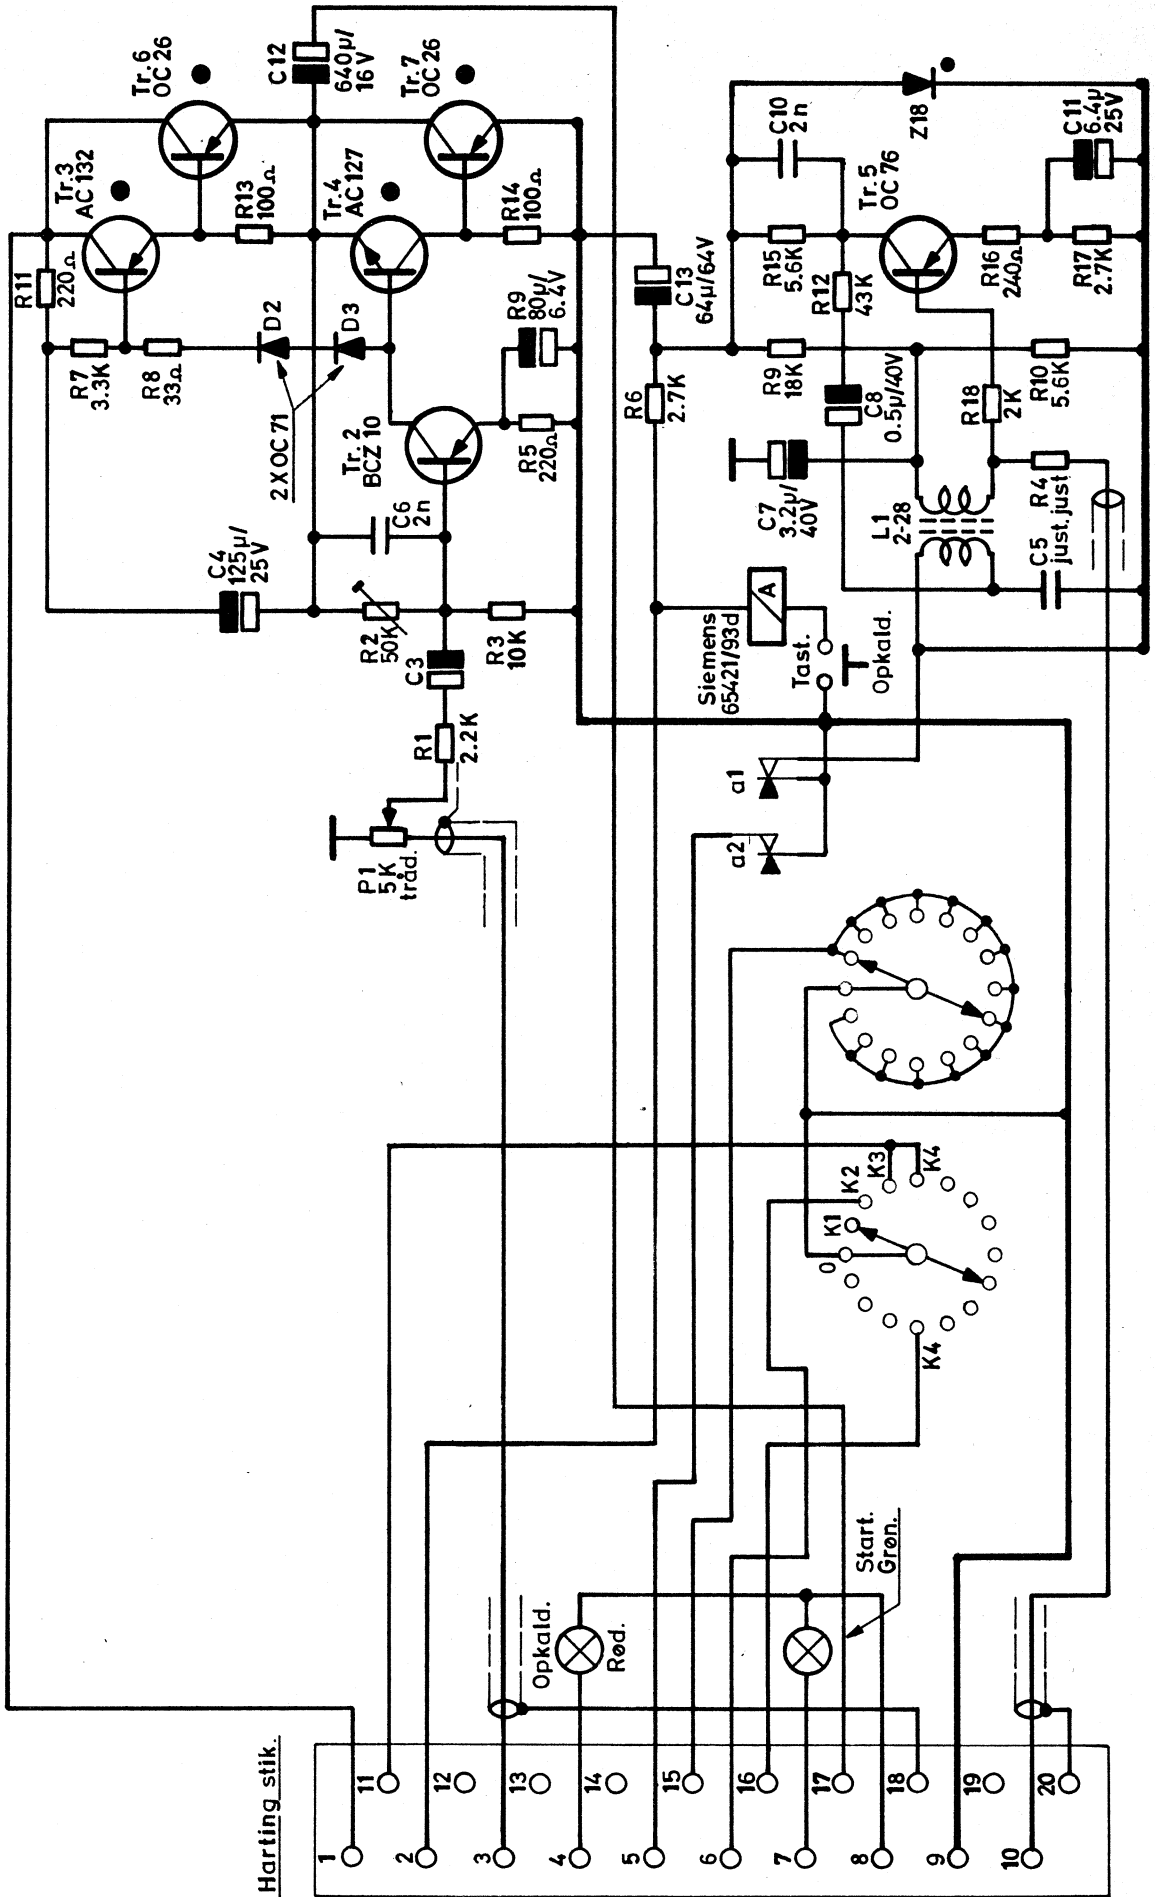 Tr.6
OC 26
C12
640µ/
16V
Tr.7
OC 26
Tr.3
AC 132
R13
100Ω
Tr.4
AC 127
R14
100Ω
R11
220Ω
R7
3.3K
R8
33Ω
D2
D3
R9
80µ/
6.4V
2XOC71
Tr. 2
BCZ 10
R5
220Ω
C4
125µ/
25V
C6
2n
R2
50K
C3
R3
10K
R1
2.2K
P1
5K
tråd.
Z18
C10
2n
C11
6.4µ
25V
Tr.5
OC 76
R15
5.6K
R12
43K
R16
240Ω
R17
2.7K
C13
64µ/64V
R6
2.7K
R9
18K
C8
0.5µ/40V
R18
2K
R10
5.6K
C7
3.2µ/
40V
L1
2-28
R4
just.
C5
just.
Siemens
65421/93d
A
Tast.
Opkald.
a1
a2
0
K1
K2
K3
K4
K4
Start.
Grøn.
Opkald.
Rød.
Harting stik.
1
2
3
4
5
6
7
8
9
10
11
12
13
14
15
16
17
18
19
20